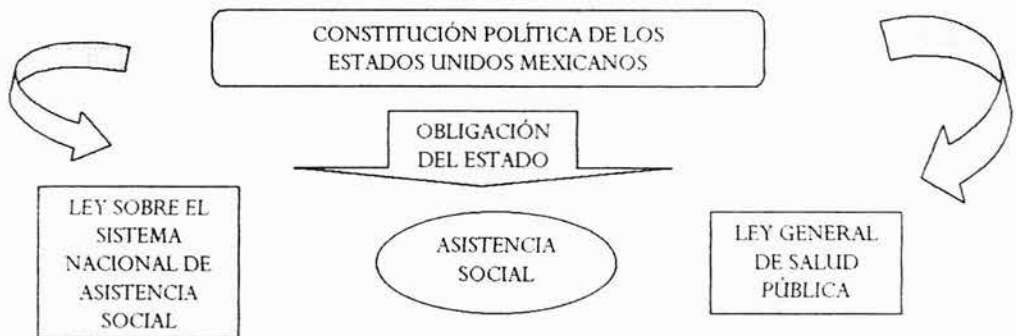 CONSTITUCIÓN POLÍTICA DE LOS
ESTADOS UNIDOS MEXICANOS
OBLIGACIÓN
DEL ESTADO
LEY SOBRE EL
SISTEMA
NACIONAL DE
ASISTENCIA
SOCIAL
ASISTENCIA
SOCIAL
LEY GENERAL
DE SALUD
PÚBLICA